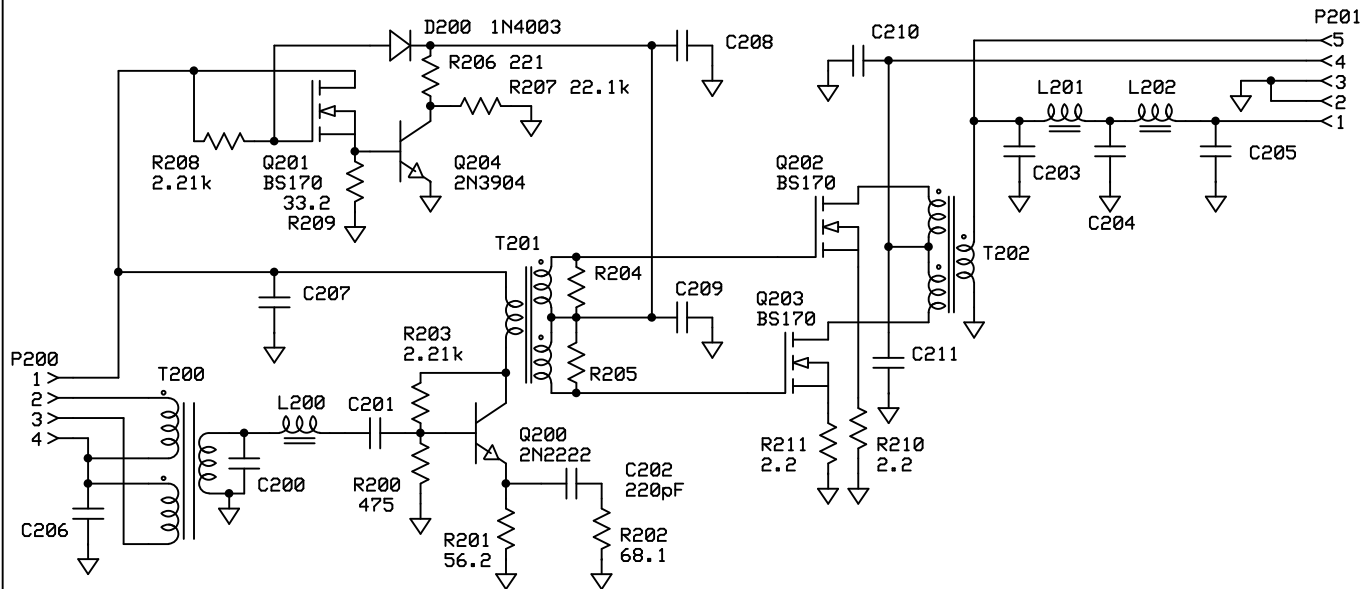 P201
D200 1N4003
C210
5
C208
4
R206 221
3
R207 22.1k
L201
L202
2
1
R208
2.21k
Q201
BS170
33.2
R209
Q204
2N3904
Q202
BS170
C203
C205
C204
T201
T202
R204
C207
C209
Q203
BS170
R203
2.21k
C211
R205
P200
1
2
3
4
T200
L200
C201
Q200
2N2222
R211
2.2
R210
2.2
C202
220pF
C200
R200
475
C206
R201
56.2
R202
68.1